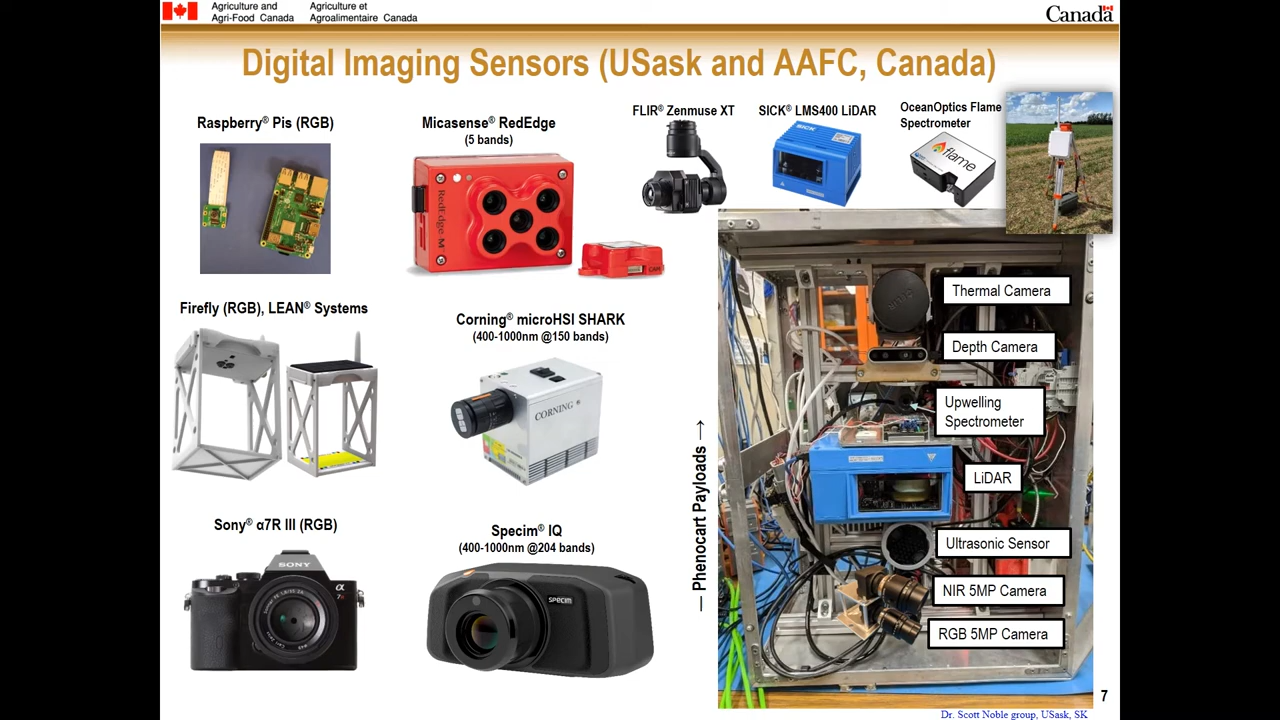 Agriculture and
Agri-Food Canada
Agriculture et
Agroalimentaire Canada
Canada
Digital Imaging Sensors (USask and AAFC, Canada)
Raspberry® Pis (RGB)
Micasense® RedEdge
(5 bands)
RedEdge-M
FLIR® Zenmuse XT
SICK® LMS400 LiDAR
SICK
OceanOptics Flame
Spectrometer
flame
Firefly (RGB), LEAN® Systems
Corning® microHSI SHARK
(400-1000nm @150 bands)
CORNING ®
Sony® α7R III (RGB)
SONY
α
7R
Specim® IQ
(400-1000nm @204 bands)
SPECIM
— Phenocart Payloads →
Thermal Camera
Depth Camera
Upwelling
Spectrometer
LiDAR
Ultrasonic Sensor
NIR 5MP Camera
RGB 5MP Camera
7
Dr. Scott Noble group, USask, SK